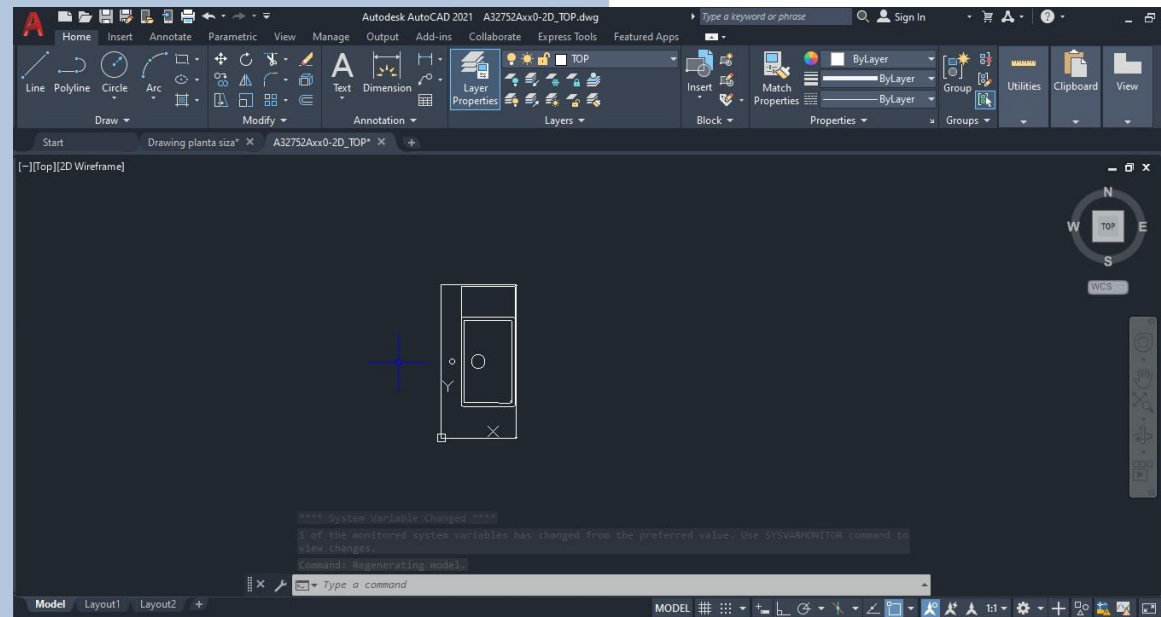 Autodesk AutoCAD 2021 A32752Axx0-2D_TOP.dwg Type a keyword or phrase Sign In
Home Insert Annotate Parametric View Manage Output Add-ins Collaborate Express Tools Featured Apps
TOP
ByLayer
ByLayer
ByLayer
Line Polyline Circle Arc Text Dimension Layer Properties Insert Match Properties Group Utilities Clipboard View
Draw Modify Annotation Layers Block Properties Groups
Start Drawing planta siza* A32752Axx0-2D_TOP*
[−][Top][2D Wireframe]
N
W TOP E
S
WCS
Y
X
**** System Variable Changed ****
1 of the monitored system variables has changed from the preferred value. Use SYSVARMONITOR command to
view changes.
Command: Regenerating model.
Type a command
Model Layout1 Layout2 + MODEL 1:1